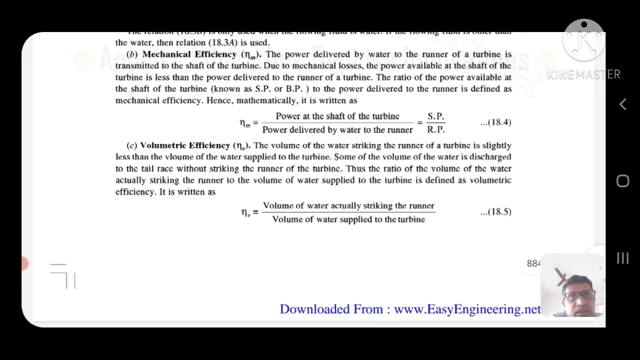 The relation (18.3B) is only used when the flowing fluid is water. If the flowing fluid is other than
the water, then relation (18.3A) is used.
(b) Mechanical Efficiency (ηm). The power delivered by water to the runner of a turbine is
transmitted to the shaft of the turbine. Due to mechanical losses, the power available at the shaft of the
turbine is less than the power delivered to the runner of a turbine. The ratio of the power available at
the shaft of the turbine (known as S.P. or B.P.) to the power delivered to the runner is defined as
mechanical efficiency. Hence, mathematically, it is written as
ηm = Power at the shaft of the turbine / Power delivered by water to the runner = S.P. / R.P. ...(18.4)
(c) Volumetric Efficiency (ηv). The volume of the water striking the runner of a turbine is slightly
less than the vloume of the water supplied to the turbine. Some of the volume of the water is discharged
to the tail race without striking the runner of the turbine. Thus the ratio of the volume of the water
actually striking the runner to the volume of water supplied to the turbine is defined as volumetric
efficiency. It is written as
ηv = Volume of water actually striking the runner / Volume of water supplied to the turbine ...(18.5)
884
Downloaded From : www.EasyEngineering.net
KINEMASTER